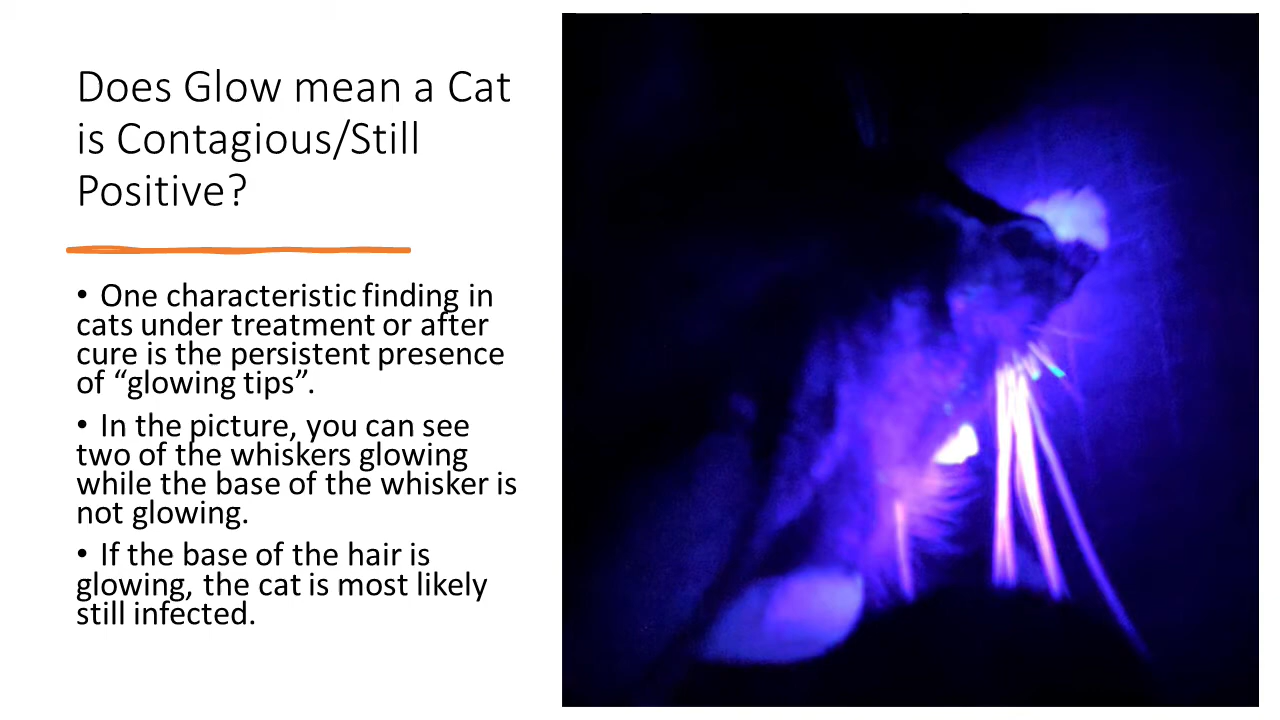 Does Glow mean a Cat
is Contagious/Still
Positive?
• One characteristic finding in
cats under treatment or after
cure is the persistent presence
of “glowing tips”.
• In the picture, you can see
two of the whiskers glowing
while the base of the whisker is
not glowing.
• If the base of the hair is
glowing, the cat is most likely
still infected.